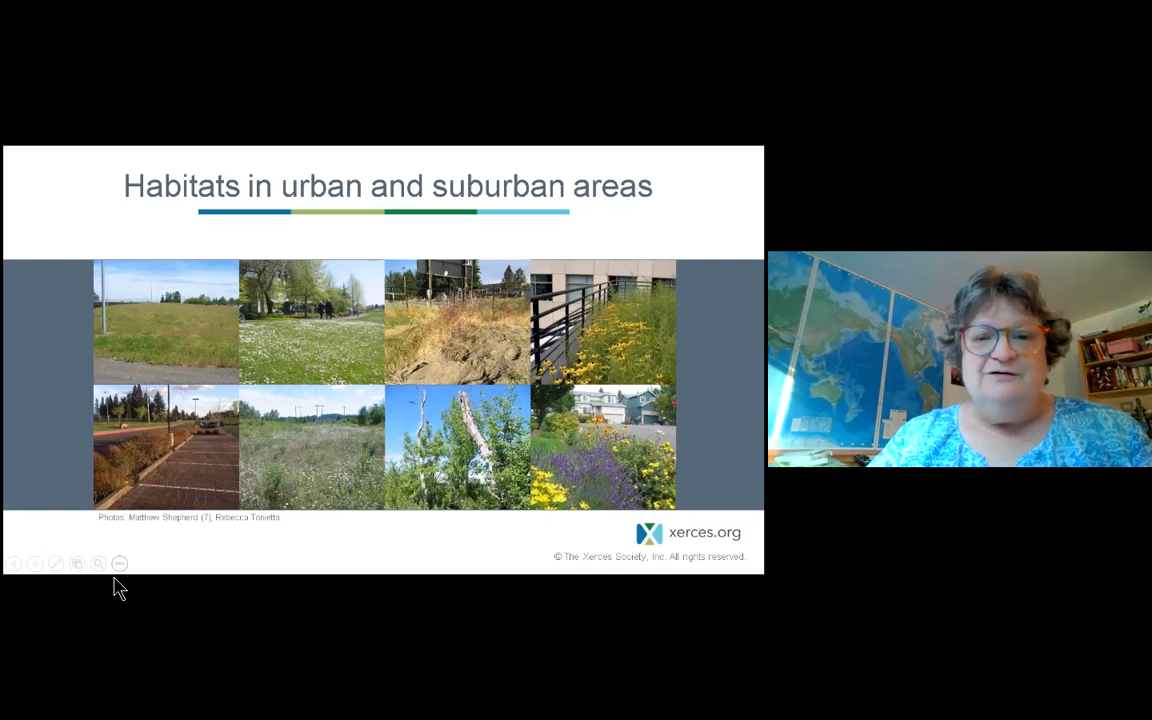 Habitats in urban and suburban areas
Photos: Matthew Shepherd (7), Rebecca Tonietto
xerces.org
© The Xerces Society, Inc. All rights reserved.